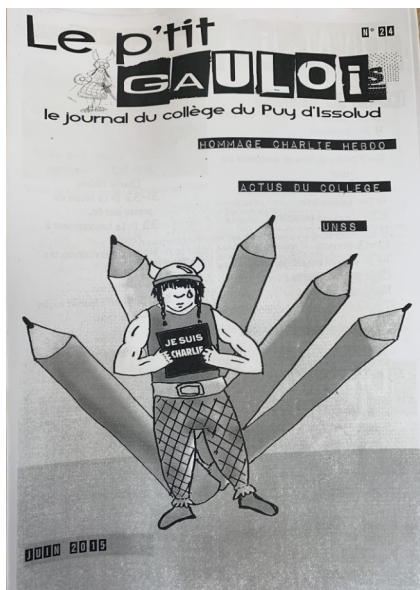 Le p'tit
N° 24
GAULOIS
le journal du collège du Puy d'Issolud
HOMMAGE CHARLIE HEBDO
ACTUS DU COLLEGE
UNSS
JE SUIS
CHARLIE
JUIN 2015